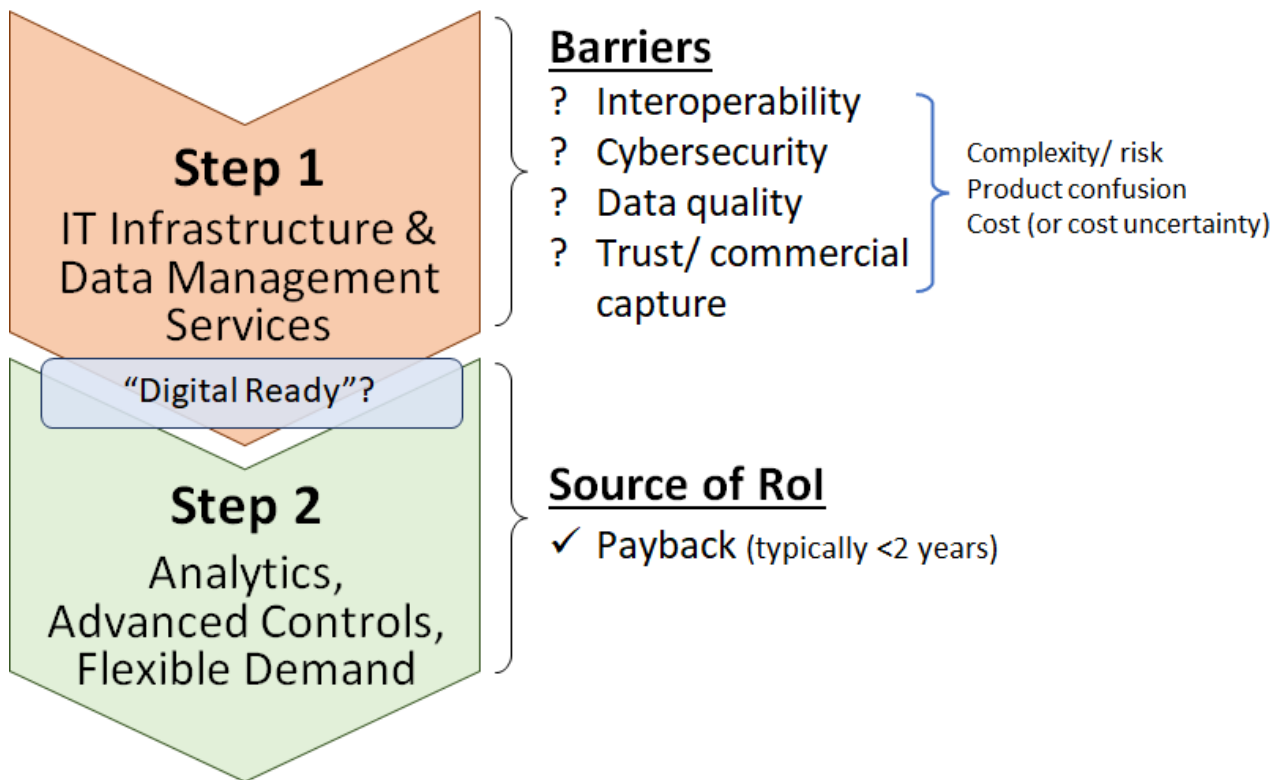 Step 1
IT Infrastructure &
Data Management
Services
"Digital Ready"?
Step 2
Analytics,
Advanced Controls,
Flexible Demand
Barriers
? Interoperability
? Cybersecurity
? Data quality
? Trust/ commercial
capture
Complexity/ risk
Product confusion
Cost (or cost uncertainty)
Source of RoI
✓ Payback (typically <2 years)